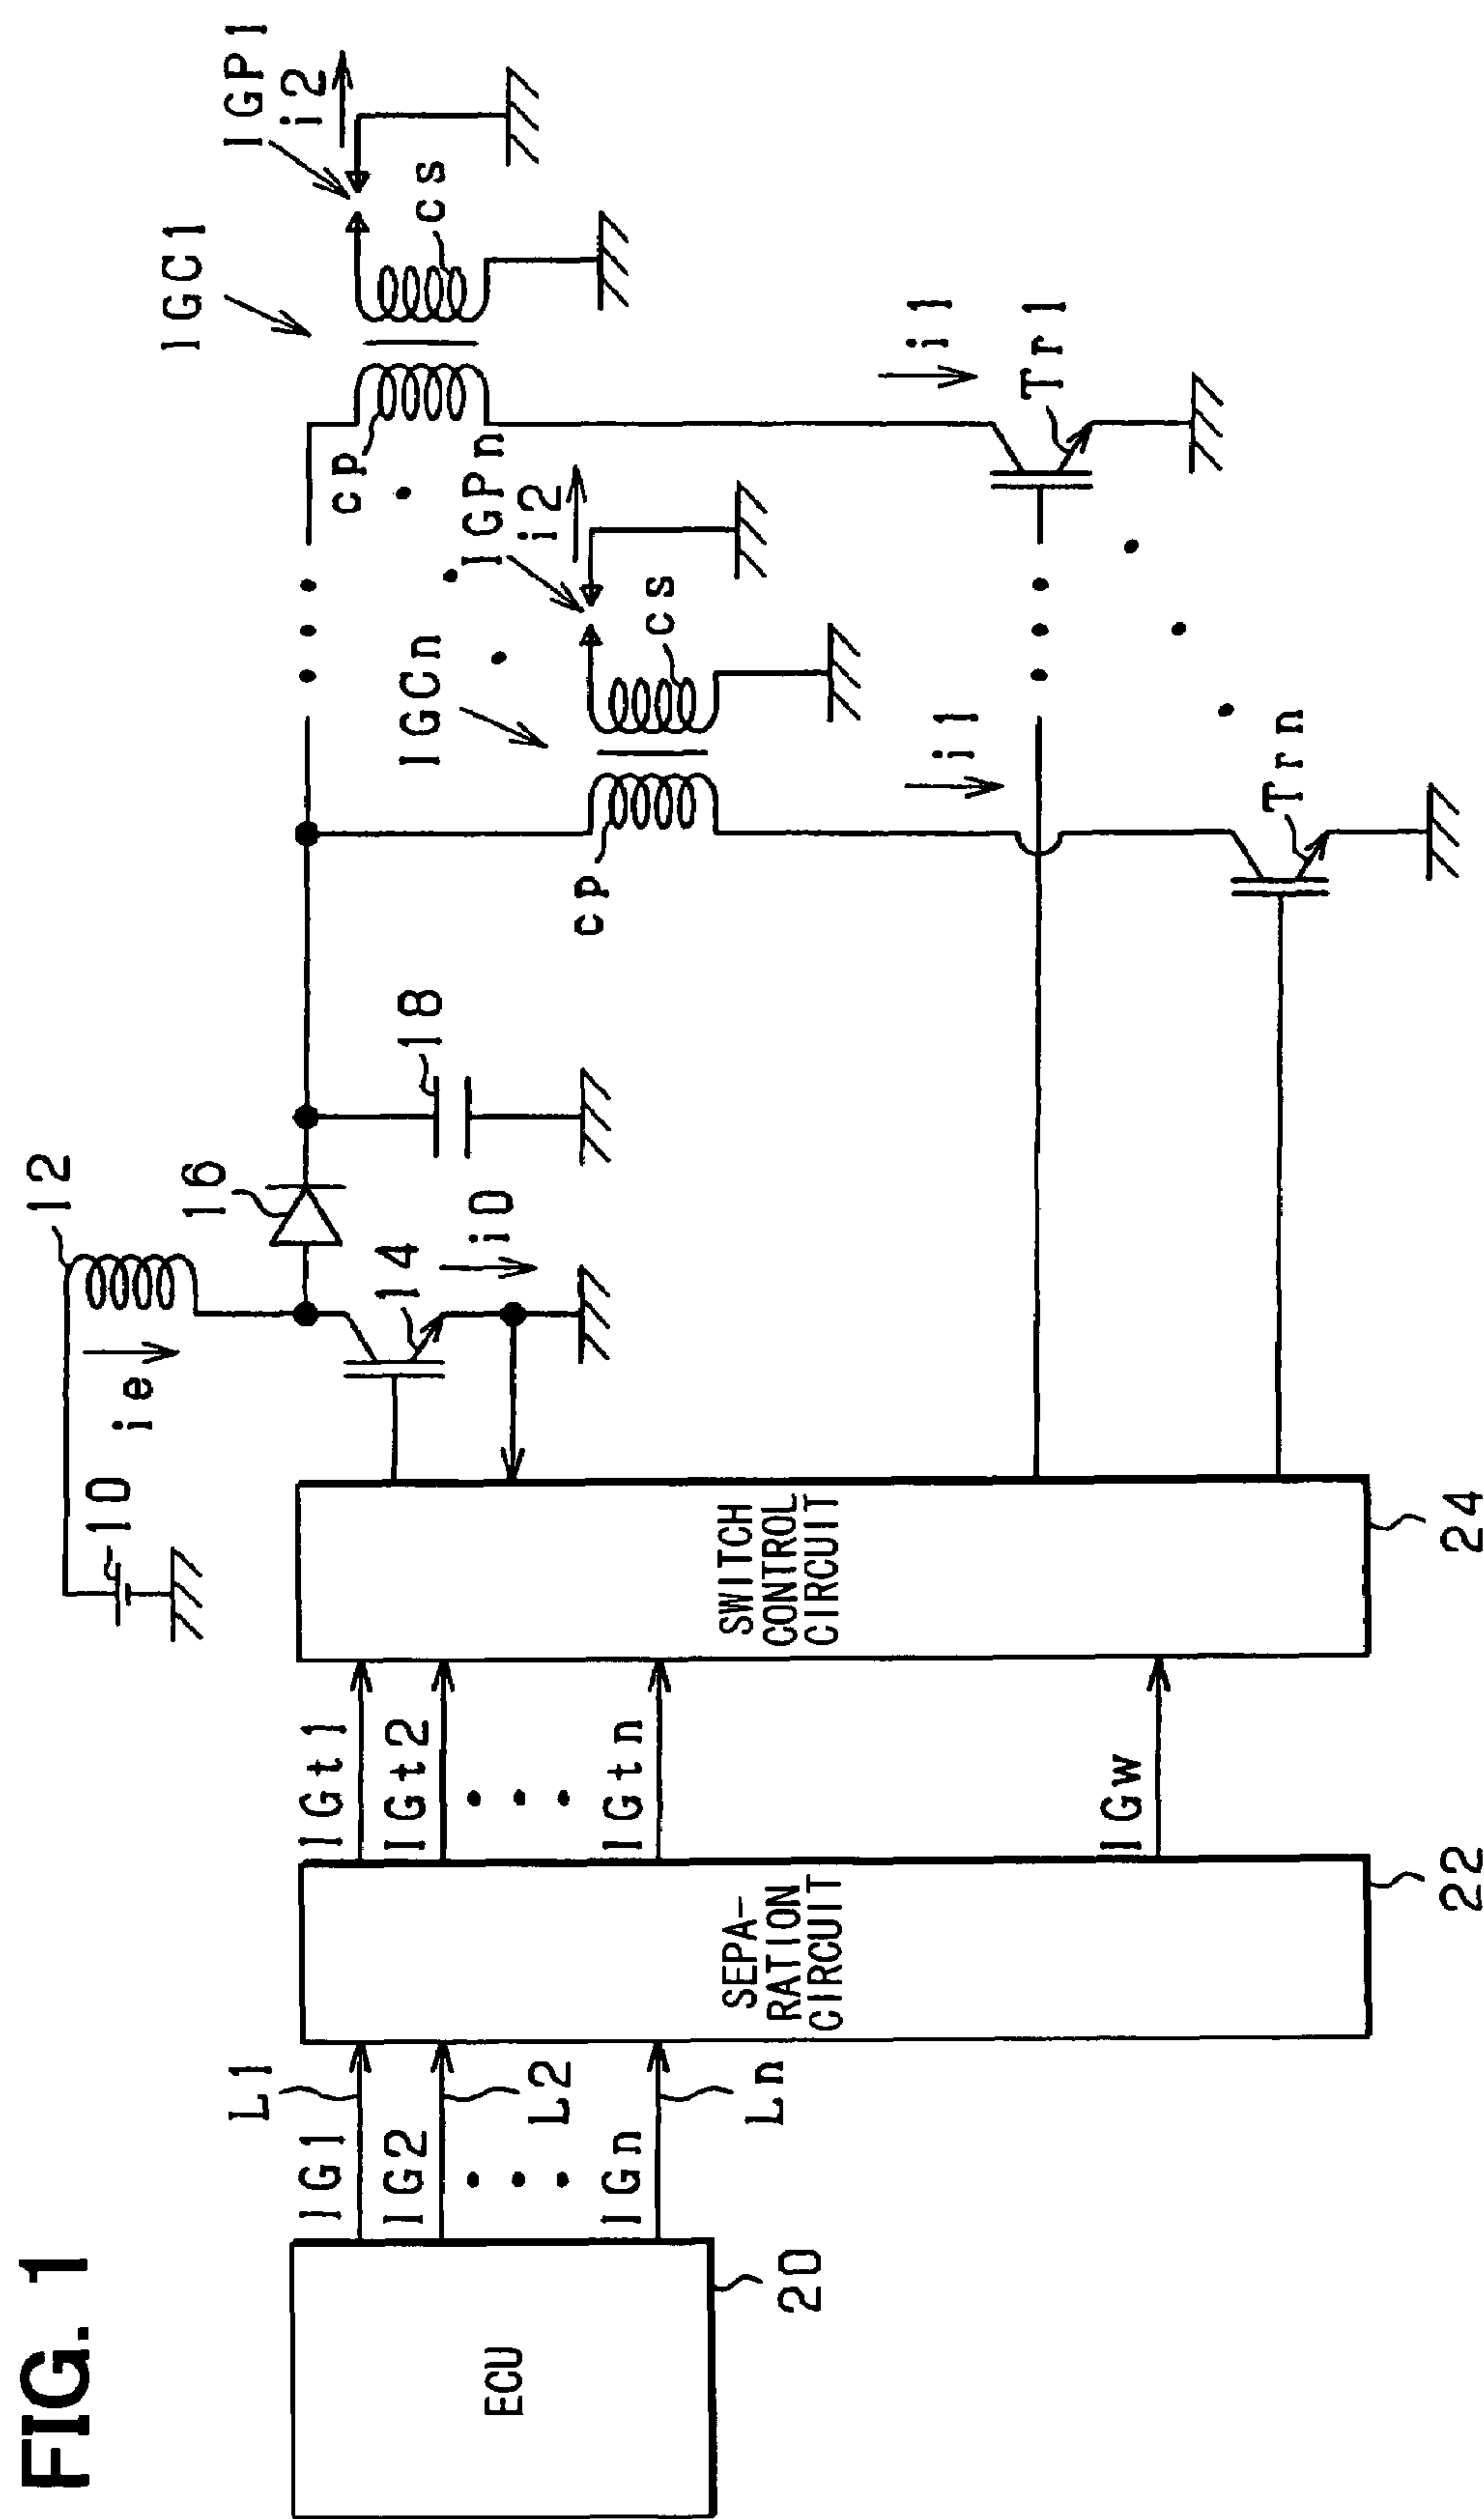 FIG. 1
12
10
ie
16
14
i0
18
IGC1
IGP1
i2
cp
cs
IGCn
IGPn
i2
cp
cs
i1
Tr1
i1
Trn
ECU
20
IG1
L1
IG2
L2
IGn
Ln
SEPA-
RATION
CIRCUIT
22
IGt1
IGt2
IGtn
IGw
SWITCH
CONTROL
CIRCUIT
24